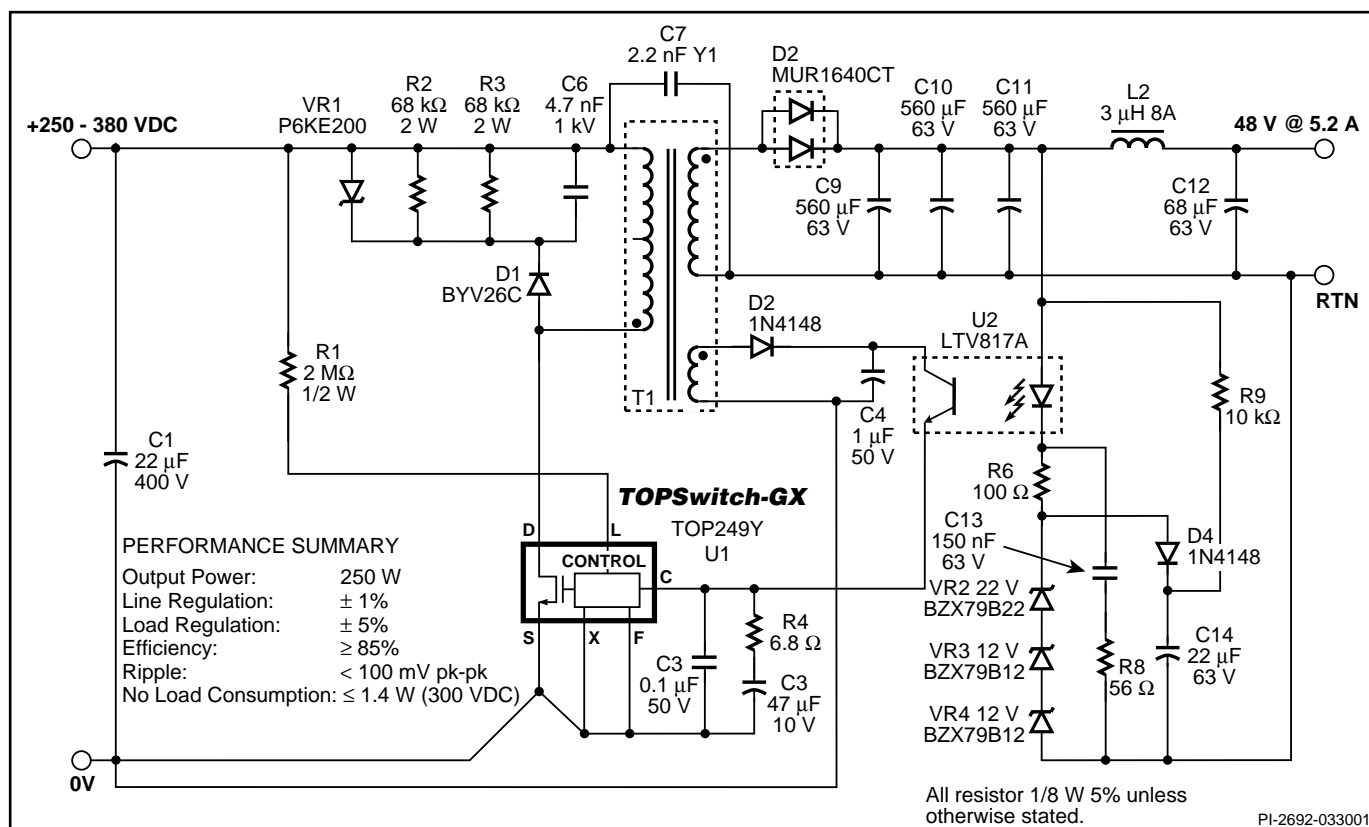 C7
2.2 nF Y1
D2
MUR1640CT
R2
68 kΩ
2 W
R3
68 kΩ
2 W
C6
4.7 nF
1 kV
VR1
P6KE200
C10
560 µF
63 V
C11
560 µF
63 V
L2
3 µH 8A
+250 - 380 VDC
48 V @ 5.2 A
C9
560 µF
63 V
C12
68 µF
63 V
D1
BYV26C
RTN
D2
1N4148
U2
LTV817A
R1
2 MΩ
1/2 W
T1
C4
1 µF
50 V
R9
10 kΩ
C1
22 µF
400 V
R6
100 Ω
TOPSwitch-GX
TOP249Y
U1
D
L
CONTROL
C
S
X
F
C13
150 nF
63 V
D4
1N4148
PERFORMANCE SUMMARY
Output Power: 250 W
Line Regulation: ± 1%
Load Regulation: ± 5%
Efficiency: ≥ 85%
Ripple: < 100 mV pk-pk
No Load Consumption: ≤ 1.4 W (300 VDC)
R4
6.8 Ω
C3
0.1 µF
50 V
C3
47 µF
10 V
VR2 22 V
BZX79B22
VR3 12 V
BZX79B12
VR4 12 V
BZX79B12
R8
56 Ω
C14
22 µF
63 V
0V
All resistor 1/8 W 5% unless
otherwise stated.
PI-2692-033001